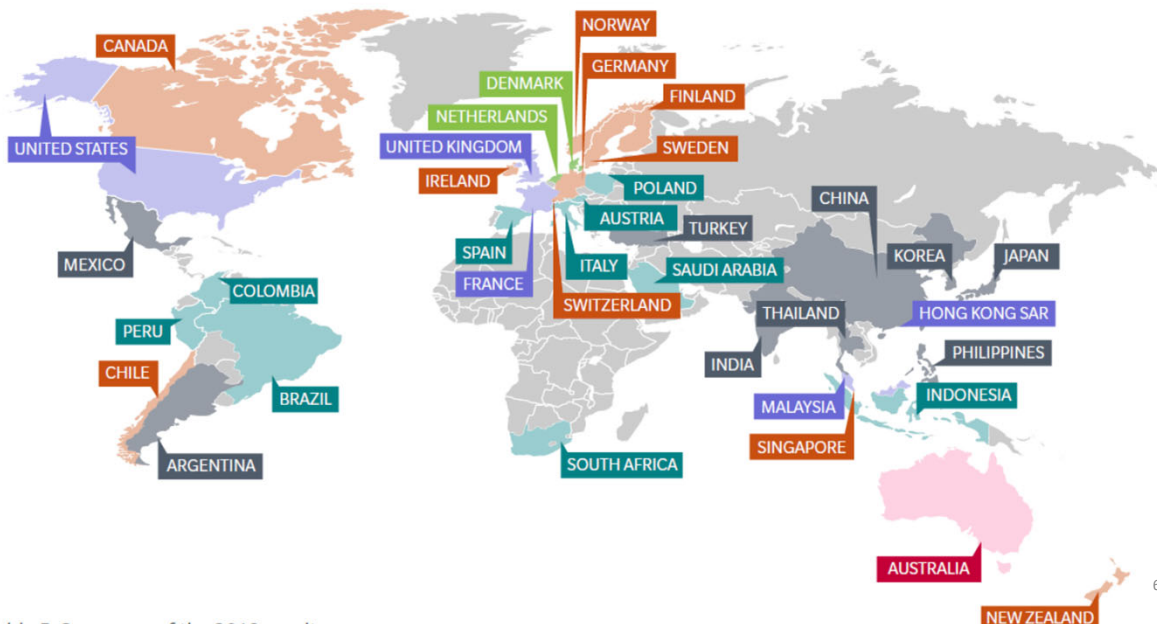 NORWAY
CANADA
GERMANY
DENMARK
FINLAND
NETHERLANDS
UNITED STATES
UNITED KINGDOM
SWEDEN
IRELAND
POLAND
CHINA
AUSTRIA
TURKEY
SPAIN
KOREA
JAPAN
MEXICO
ITALY
SAUDI ARABIA
FRANCE
COLOMBIA
SWITZERLAND
THAILAND
HONG KONG SAR
PERU
PHILIPPINES
INDIA
CHILE
BRAZIL
MALAYSIA
INDONESIA
SINGAPORE
ARGENTINA
SOUTH AFRICA
AUSTRALIA
6
NEW ZEALAND